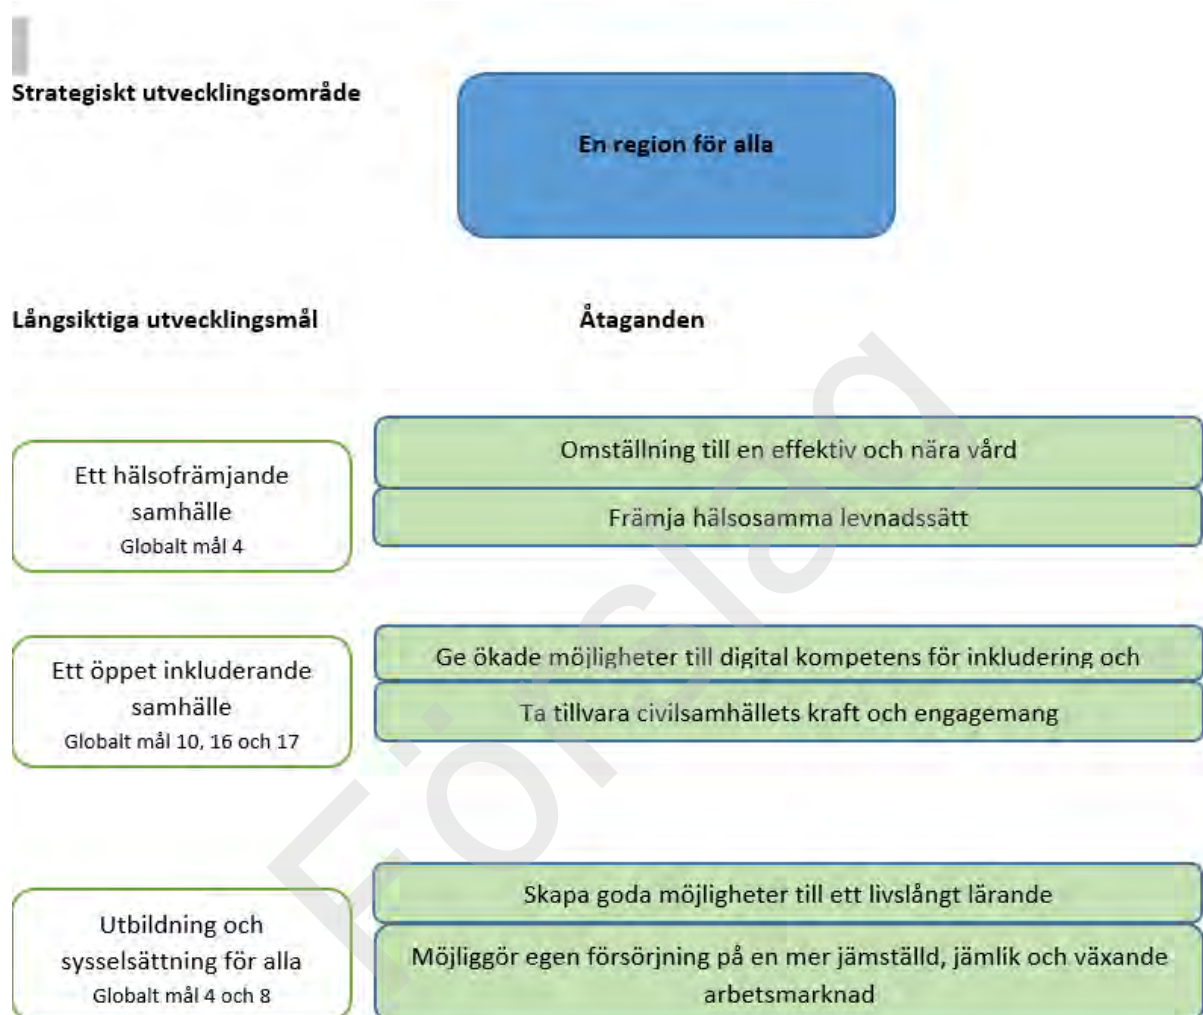 Strategiskt utvecklingsområde
En region för alla
Långsiktiga utvecklingsmål
Åtaganden
Ett hälsofrämjande
samhälle
Globalt mål 4
Omställning till en effektiv och nära vård
Främja hälsosamma levnadssätt
Ett öppet inkluderande
samhälle
Globalt mål 10, 16 och 17
Ge ökade möjligheter till digital kompetens för inkludering och
Ta tillvara civilsamhällets kraft och engagemang
Utbildning och
sysselsättning för alla
Globalt mål 4 och 8
Skapa goda möjligheter till ett livslångt lärande
Möjliggör egen försörjning på en mer jämställd, jämlik och växande
arbetsmarknad
Förslag